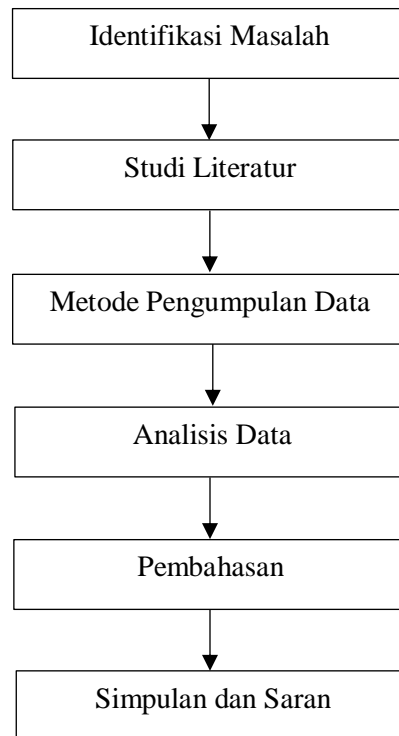 Identifikasi Masalah
Studi Literatur
Metode Pengumpulan Data
Analisis Data
Pembahasan
Simpulan dan Saran